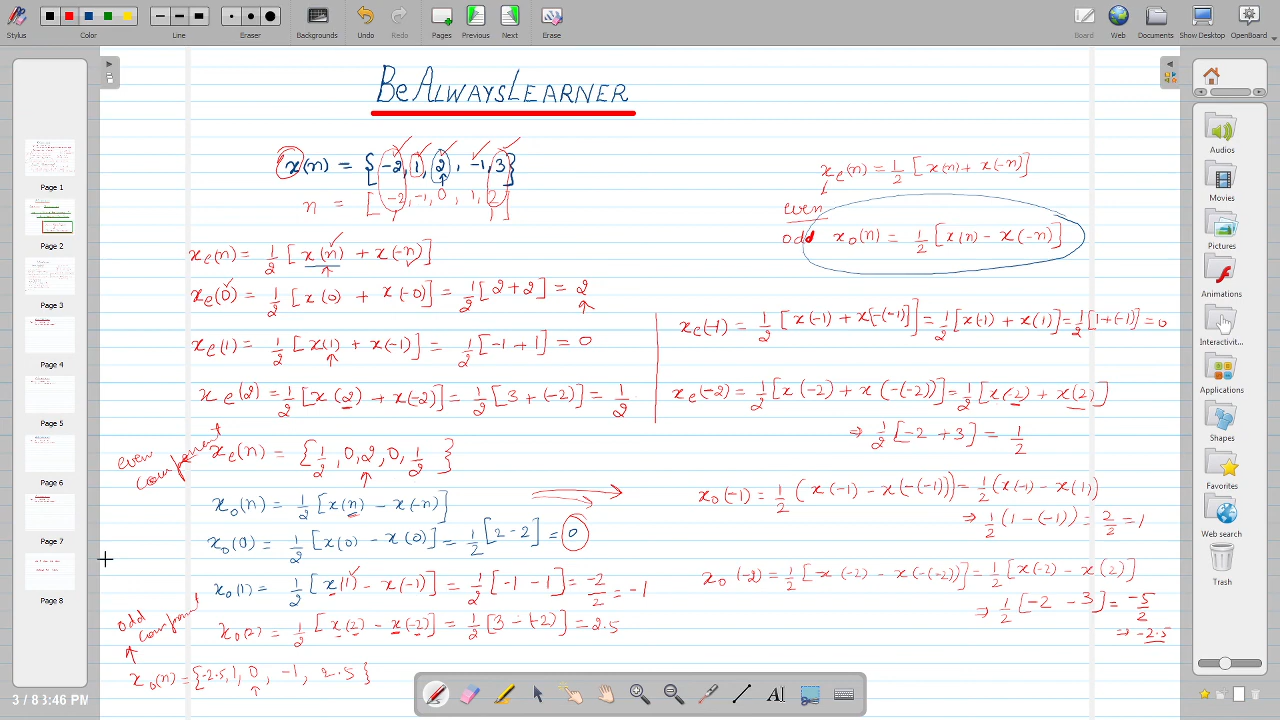 Stylus Color Line Eraser Backgrounds Undo Redo Pages Previous Next Erase Board Web Documents Show Desktop OpenBoard
BeAlwaysLearner
x(n) = {-2, 1, 2, -1, 3}
↑
n = [-2, -1, 0, 1, 2]
xe(n) = 1/2 [x(n) + x(-n)]
even
odd x0(n) = 1/2 [x(n) - x(-n)]
xe(n) = 1/2 [x(n) + x(-n)]
xe(0) = 1/2 [x(0) + x(-0)] = 1/2 [2+2] = 2
xe(1) = 1/2 [x(1) + x(-1)] = 1/2 [-1+1] = 0
xe(2) = 1/2 [x(2) + x(-2)] = 1/2 [3+(-2)] = 1/2
xe(-1) = 1/2 [x(-1) + x[-(-1)]] = 1/2 [x(-1) + x(1)] = 1/2 [1+(-1)] = 0
xe(-2) = 1/2 [x(-2) + x(-(-2))] = 1/2 [x(-2) + x(2)]
⇒ 1/2 [-2+3] = 1/2
even component
xe(n) = {1/2, 0, 2, 0, 1/2}
↑
x0(n) = 1/2 [x(n) - x(-n)]
x0(0) = 1/2 [x(0) - x(0)] = 1/2 [2-2] = 0
x0(1) = 1/2 [x(1) - x(-1)] = 1/2 [-1-1] = -2/2 = -1
x0(2) = 1/2 [x(2) - x(-2)] = 1/2 [3-(-2)] = 2.5
x0(-1) = 1/2 (x(-1) - x(-(-1))) = 1/2 (x(-1) - x(1))
⇒ 1/2 (1-(-1)) = 2/2 = 1
x0(-2) = 1/2 [x(-2) - x(-(-2))] = 1/2 [x(-2) - x(2)]
⇒ 1/2 [-2-3] = -5/2
⇒ -2.5
odd component
x0(n) = {-2.5, 1, 0, -1, 2.5}
↑
Page 1
Page 2
Page 3
Page 4
Page 5
Page 6
Page 7
Page 8
3 / 8 3:46 PM
Audios
Movies
Pictures
Animations
Interactivit...
Applications
Shapes
Favorites
Web Search
Trash